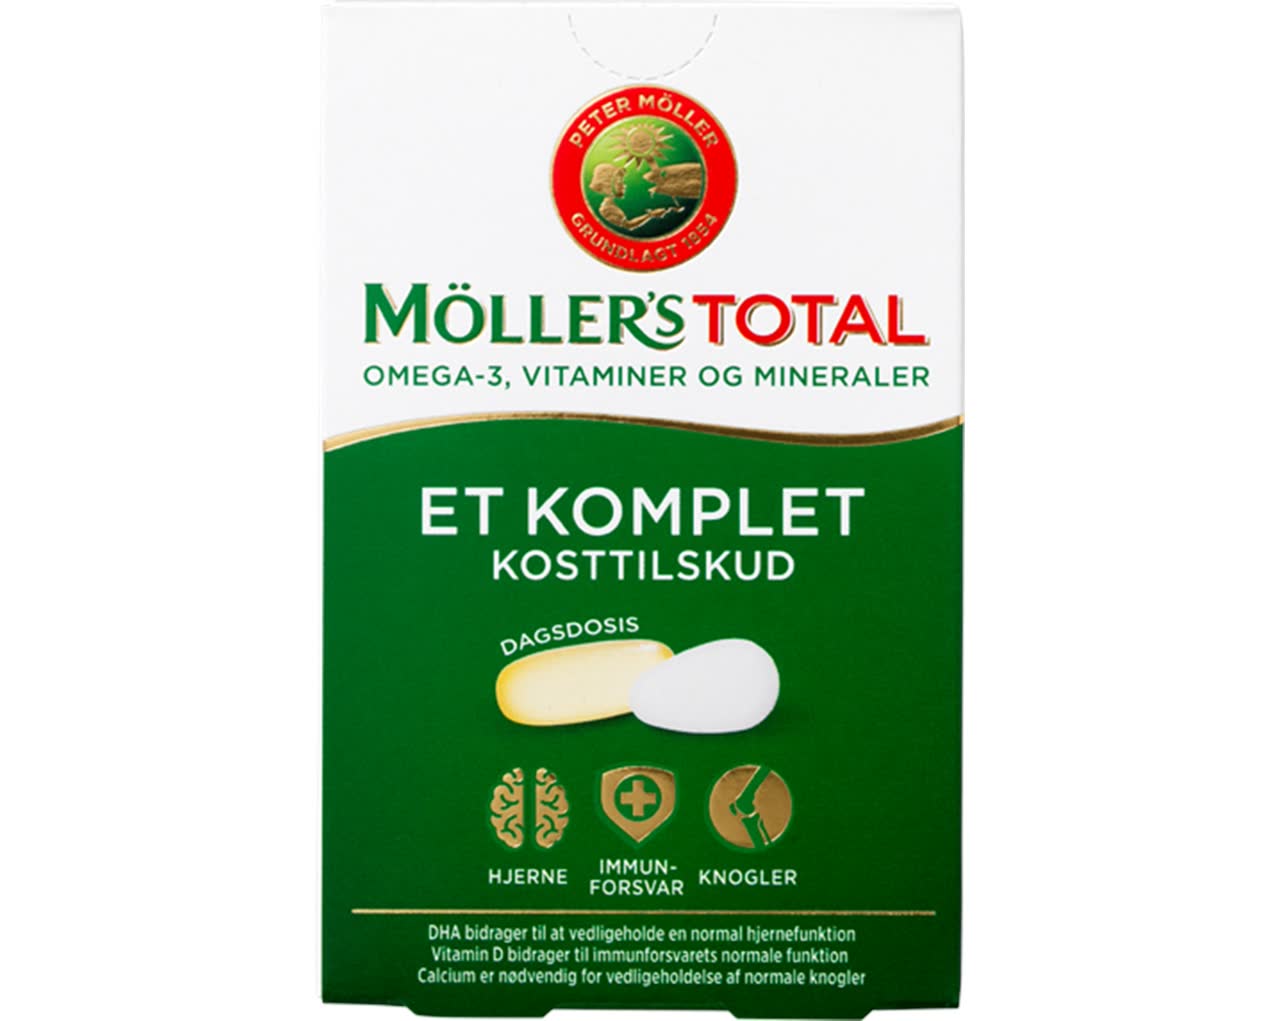 PETER MÖLLER
GRUNDLAGT 1854
MÖLLER'S TOTAL
OMEGA-3, VITAMINER OG MINERALER
ET KOMPLET
KOSTTILSKUD
DAGSDOSIS
HJERNE
IMMUN-
FORSVAR
KNOGLER
DHA bidrager til at vedligeholde en normal hjernefunktion
Vitamin D bidrager til immunforsvarets normale funktion
Calcium er nødvendig for vedligeholdelse af normale knogler